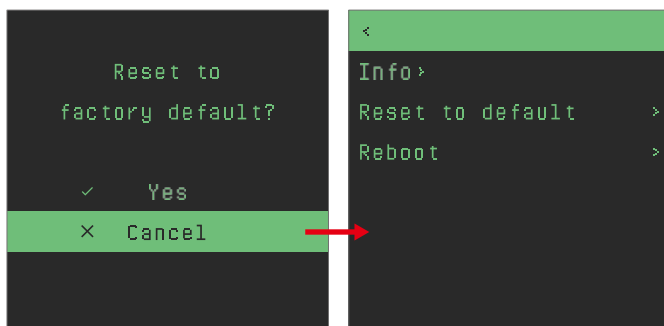 Reset to
factory default?
✓ Yes
✕ Cancel
<
Info >
Reset to default >
Reboot >